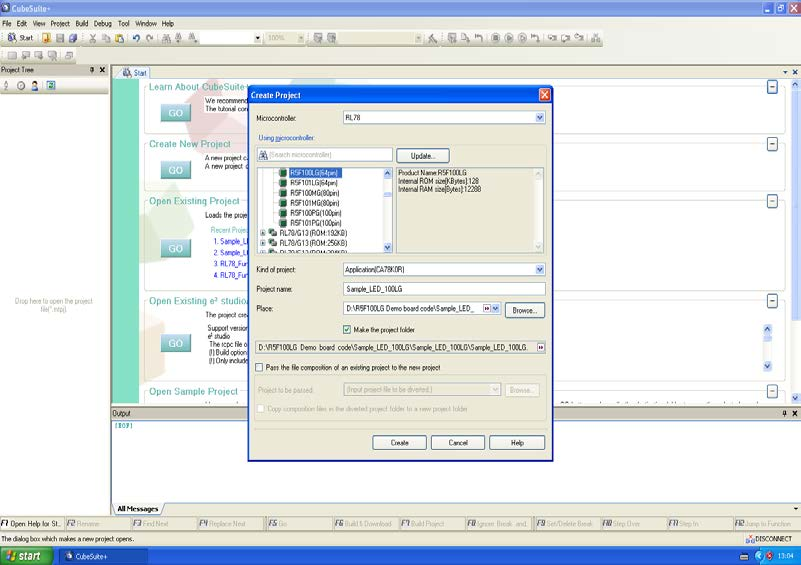 CubeSuite+
File Edit View Project Build Debug Tool Window Help
Start
100%
Project Tree
Start
Learn About CubeSuite+
GO
We recommen
The tutorial con
Create New Project
GO
A new project ca
A new project c
Open Existing Project
Loads the proje
GO
Recent Proje
1. Sample_LE
2. Sample_L
3. RL78_Fur
4. RL78_Fur
Drop here to open the project
file(*.mtpj).
Open Existing e² studio/
The project crea
Support version
GO
e² studio
The rcpc file o
(!) Build option
(!) Only include
Open Sample Project
Create Project
Microcontroller:
RL78
Using microcontroller:
(Search microcontroller)
Update...
R5F100LG(64pin)
R5F101LG(64pin)
R5F100MG(80pin)
R5F101MG(80pin)
R5F100PG(100pin)
R5F101PG(100pin)
RL78/G13 (ROM:192KB)
RL78/G13 (ROM:256KB)
Product Name:R5F100LG
Internal ROM size[KBytes]:128
Internal RAM size[Bytes]:12288
Kind of project:
Application(CA78K0R)
Project name:
Sample_LED_100LG
Place:
D:\R5F100LG Demo board code\Sample_LED_
Browse...
Make the project folder
D:\R5F100LG Demo board code\Sample_LED_100LG\Sample_LED_100LG\Sample_LED_100LG.
Pass the file composition of an existing project to the new project
Project to be passed:
(Input project file to be diverted.)
Browse...
Copy composition files in the diverted project folder to a new project folder
Create
Cancel
Help
Output
[EOF]
All Messages
F1 Open Help for St...
F2 Rename
F3 Find Next
F4 Replace Next
F5 Go
F6 Build & Download
F7 Build Project
F8 Ignore Break and...
F9 Set/Delete Break...
F10 Step Over
F11 Step In
F12 Jump to Function
The dialog box which makes a new project opens.
DISCONNECT
start
CubeSuite+
13:04